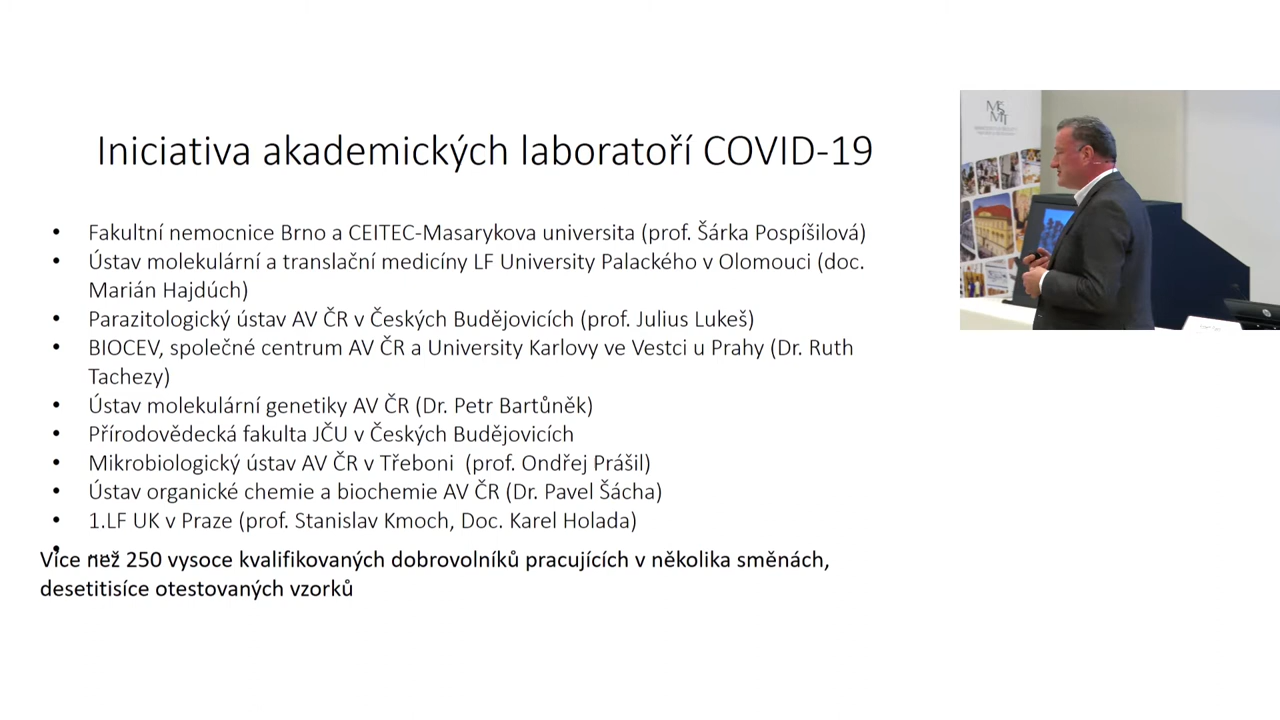 Iniciativa akademických laboratoří COVID-19
• Fakultní nemocnice Brno a CEITEC-Masarykova universita (prof. Šárka Pospíšilová)
• Ústav molekulární a translační medicíny LF University Palackého v Olomouci (doc.
Marián Hajdúch)
• Parazitologický ústav AV ČR v Českých Budějovicích (prof. Julius Lukeš)
• BIOCEV, společné centrum AV ČR a University Karlovy ve Vestci u Prahy (Dr. Ruth
Tachezy)
• Ústav molekulární genetiky AV ČR (Dr. Petr Bartůněk)
• Přírodovědecká fakulta JČU v Českých Budějovicích
• Mikrobiologický ústav AV ČR v Třeboni (prof. Ondřej Prášil)
• Ústav organické chemie a biochemie AV ČR (Dr. Pavel Šácha)
• 1.LF UK v Praze (prof. Stanislav Kmoch, Doc. Karel Holada)
Více než 250 vysoce kvalifikovaných dobrovolníků pracujících v několika směnách,
desetitisíce otestovaných vzorků
MŠMT